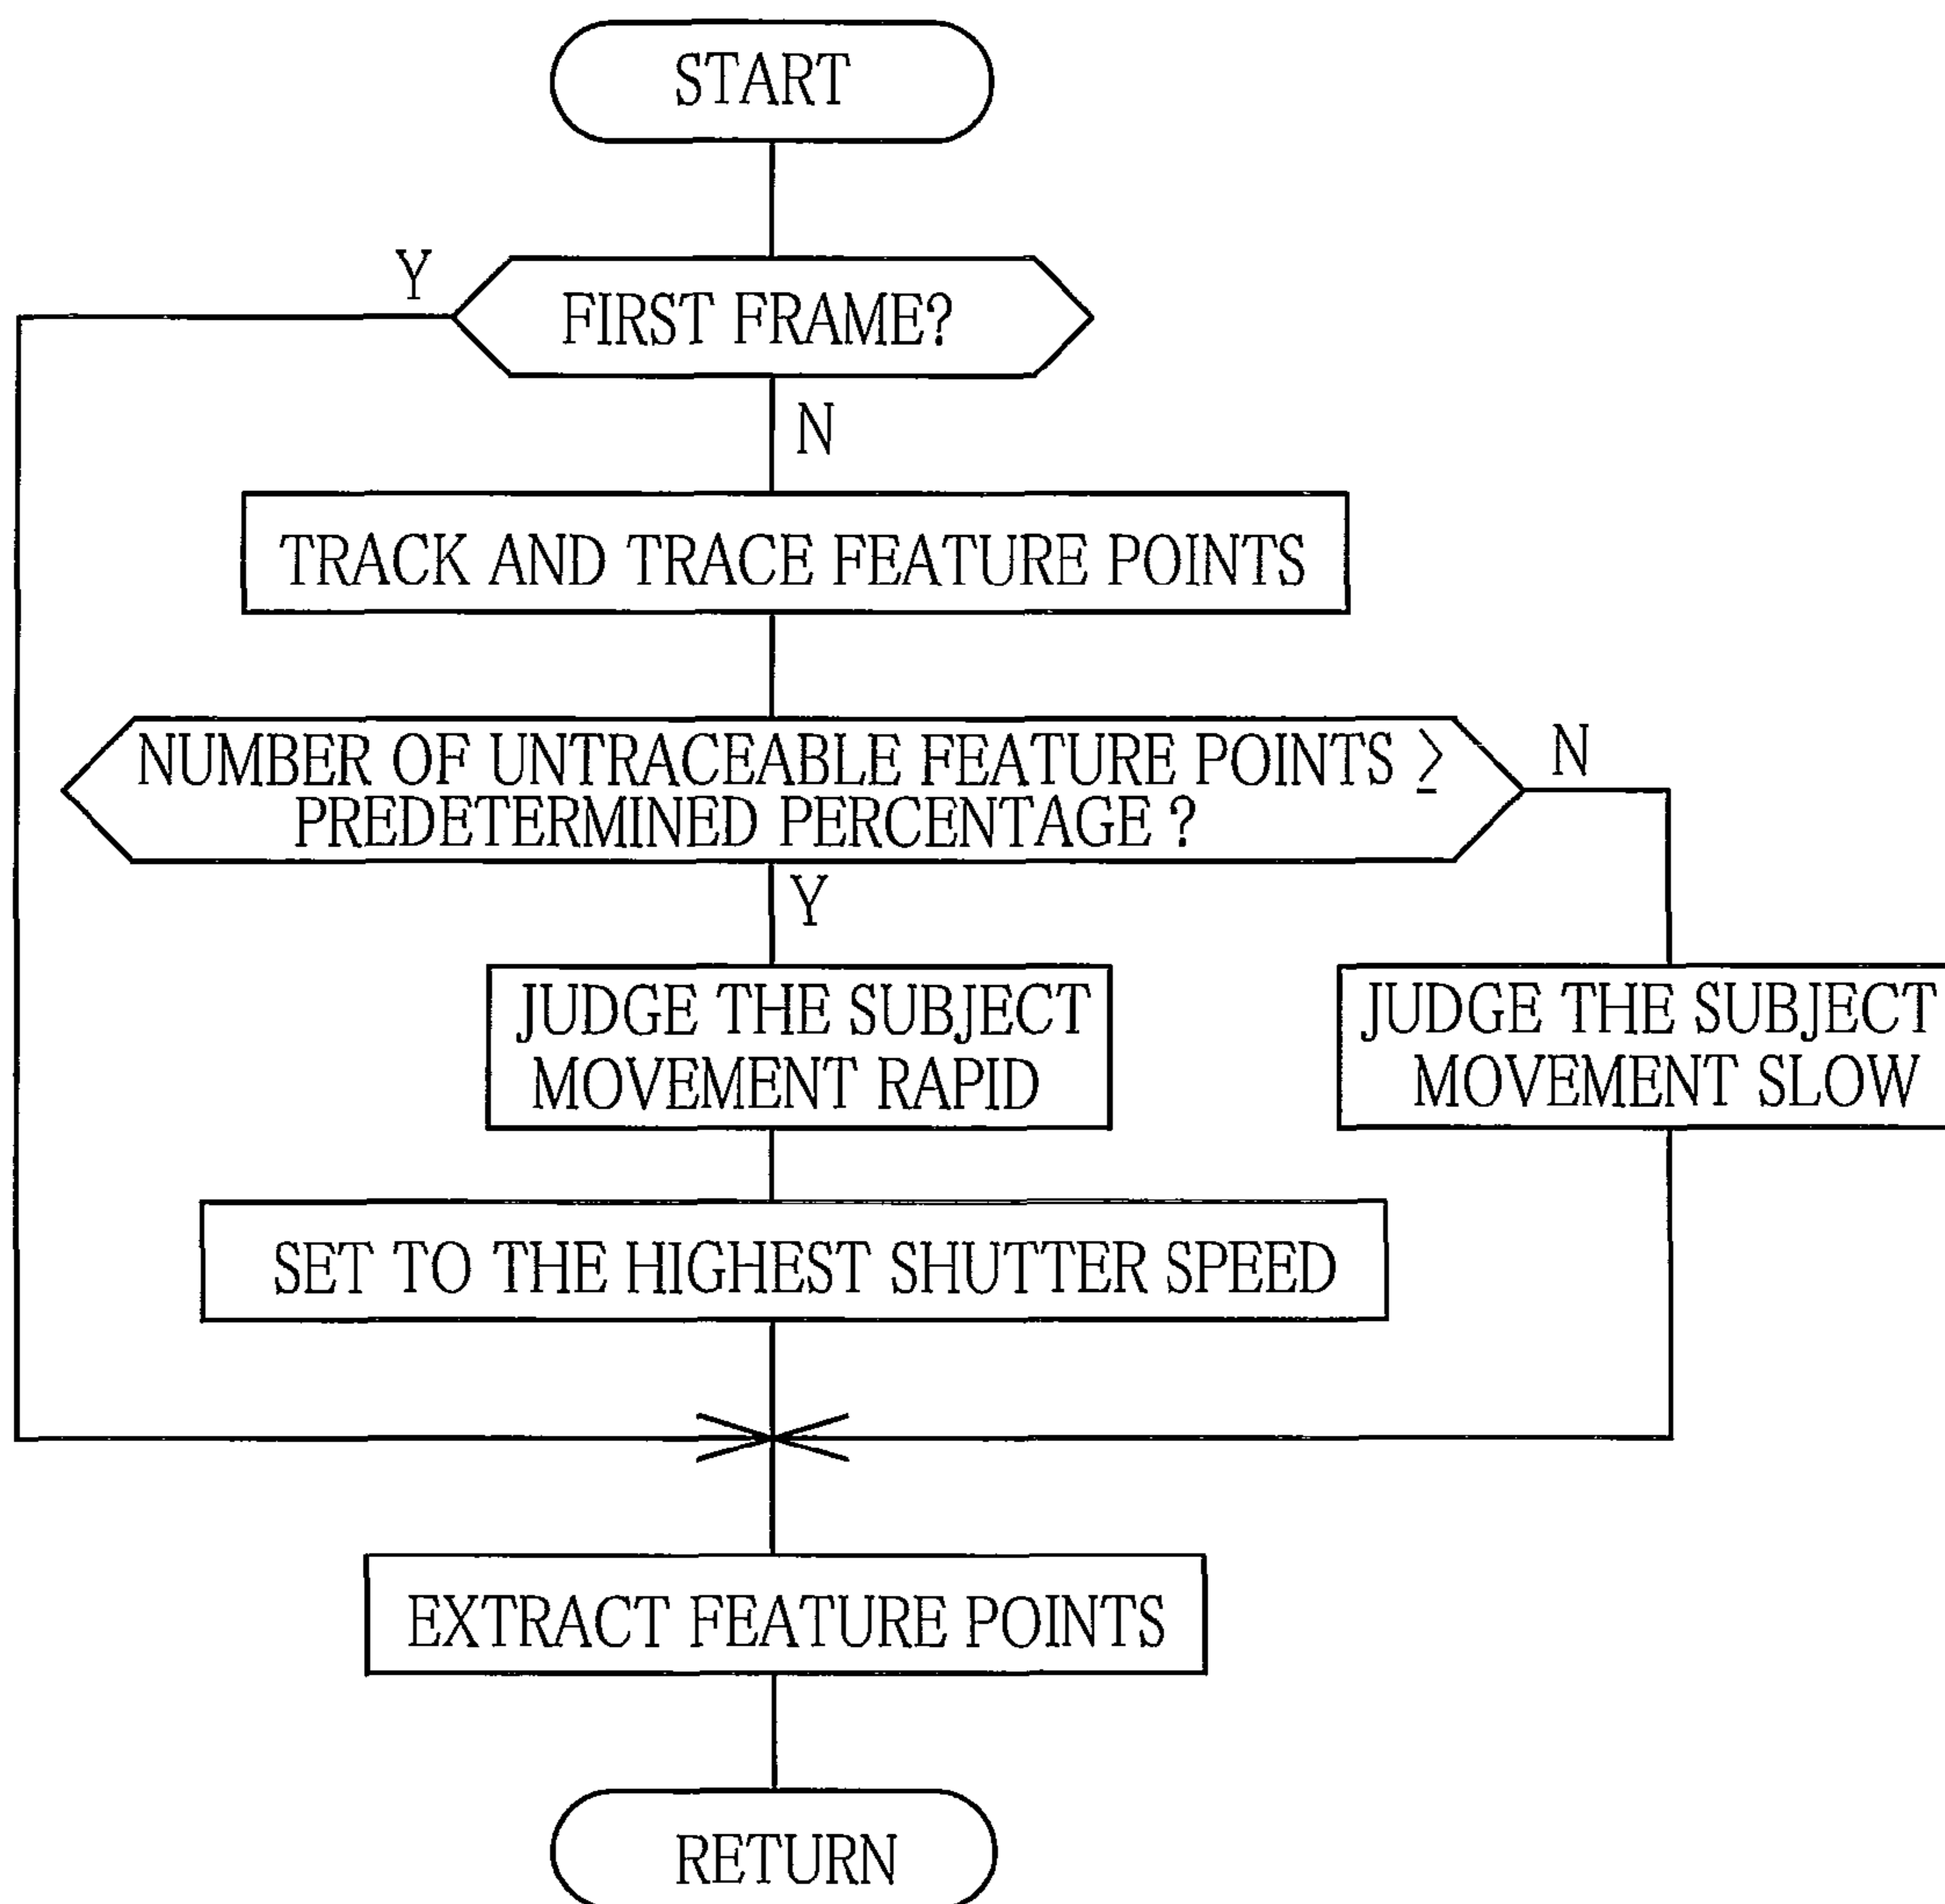 START
Y
FIRST FRAME?
N
TRACK AND TRACE FEATURE POINTS
NUMBER OF UNTRACEABLE FEATURE POINTS ≥
PREDETERMINED PERCENTAGE ?
N
Y
JUDGE THE SUBJECT
MOVEMENT RAPID
JUDGE THE SUBJECT
MOVEMENT SLOW
SET TO THE HIGHEST SHUTTER SPEED
EXTRACT FEATURE POINTS
RETURN